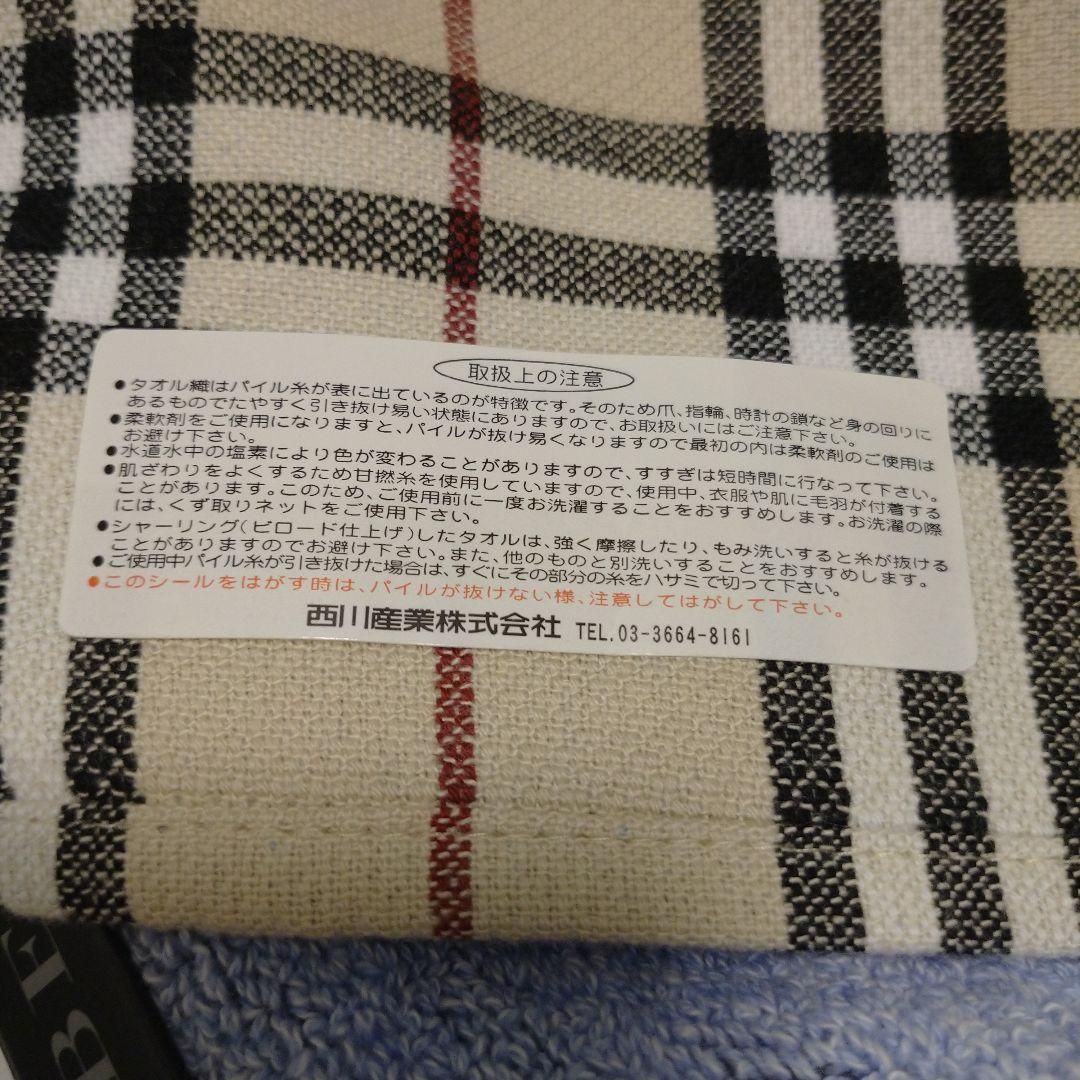 取扱上の注意
●タオル織はパイル糸が表に出ているのが特徴です。そのため爪、指輪、時計の鎖など身の回りに
あるものでたやすく引き抜け易い状態にありますので、お取扱いにはご注意下さい。
●柔軟剤をご使用になりますと、パイルが抜け易くなりますので最初の内は柔軟剤のご使用は
お避け下さい。
●水道水中の塩素により色が変わることがありますので、すすぎは短時間に行なって下さい。
●肌ざわりをよくするため甘撚糸を使用していますので、使用中、衣服や肌に毛羽が付着する
ことがあります。このため、ご使用前に一度お洗濯することをおすすめします。お洗濯の際
には、くず取りネットをご使用下さい。
●シャーリング(ビロード仕上げ)したタオルは、強く摩擦したり、もみ洗いすると糸が抜ける
ことがありますのでお避け下さい。また、他のものと別洗いすることをおすすめします。
●ご使用中パイル糸が引き抜けた場合は、すぐにその部分の糸をハサミで切って下さい。
●このシールをはがす時は、パイルが抜けない様、注意してはがして下さい。
西川産業株式会社 TEL.03-3664-8161
B